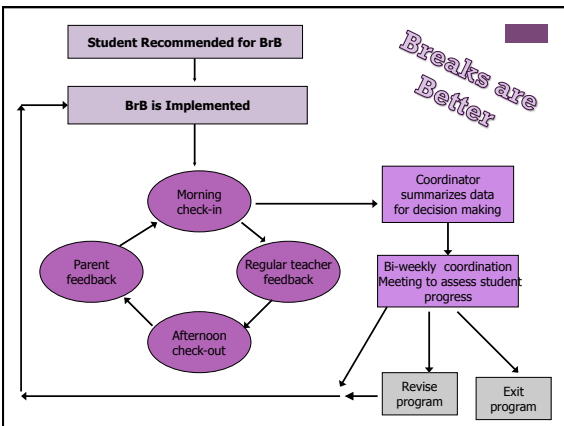 Student Recommended for BrB
Breaks are
Better
BrB is Implemented
Morning
check-in
Coordinator
summarizes data
for decision making
Parent
feedback
Regular teacher
feedback
Bi-weekly coordination
Meeting to assess student
progress
Afternoon
check-out
Revise
program
Exit
program